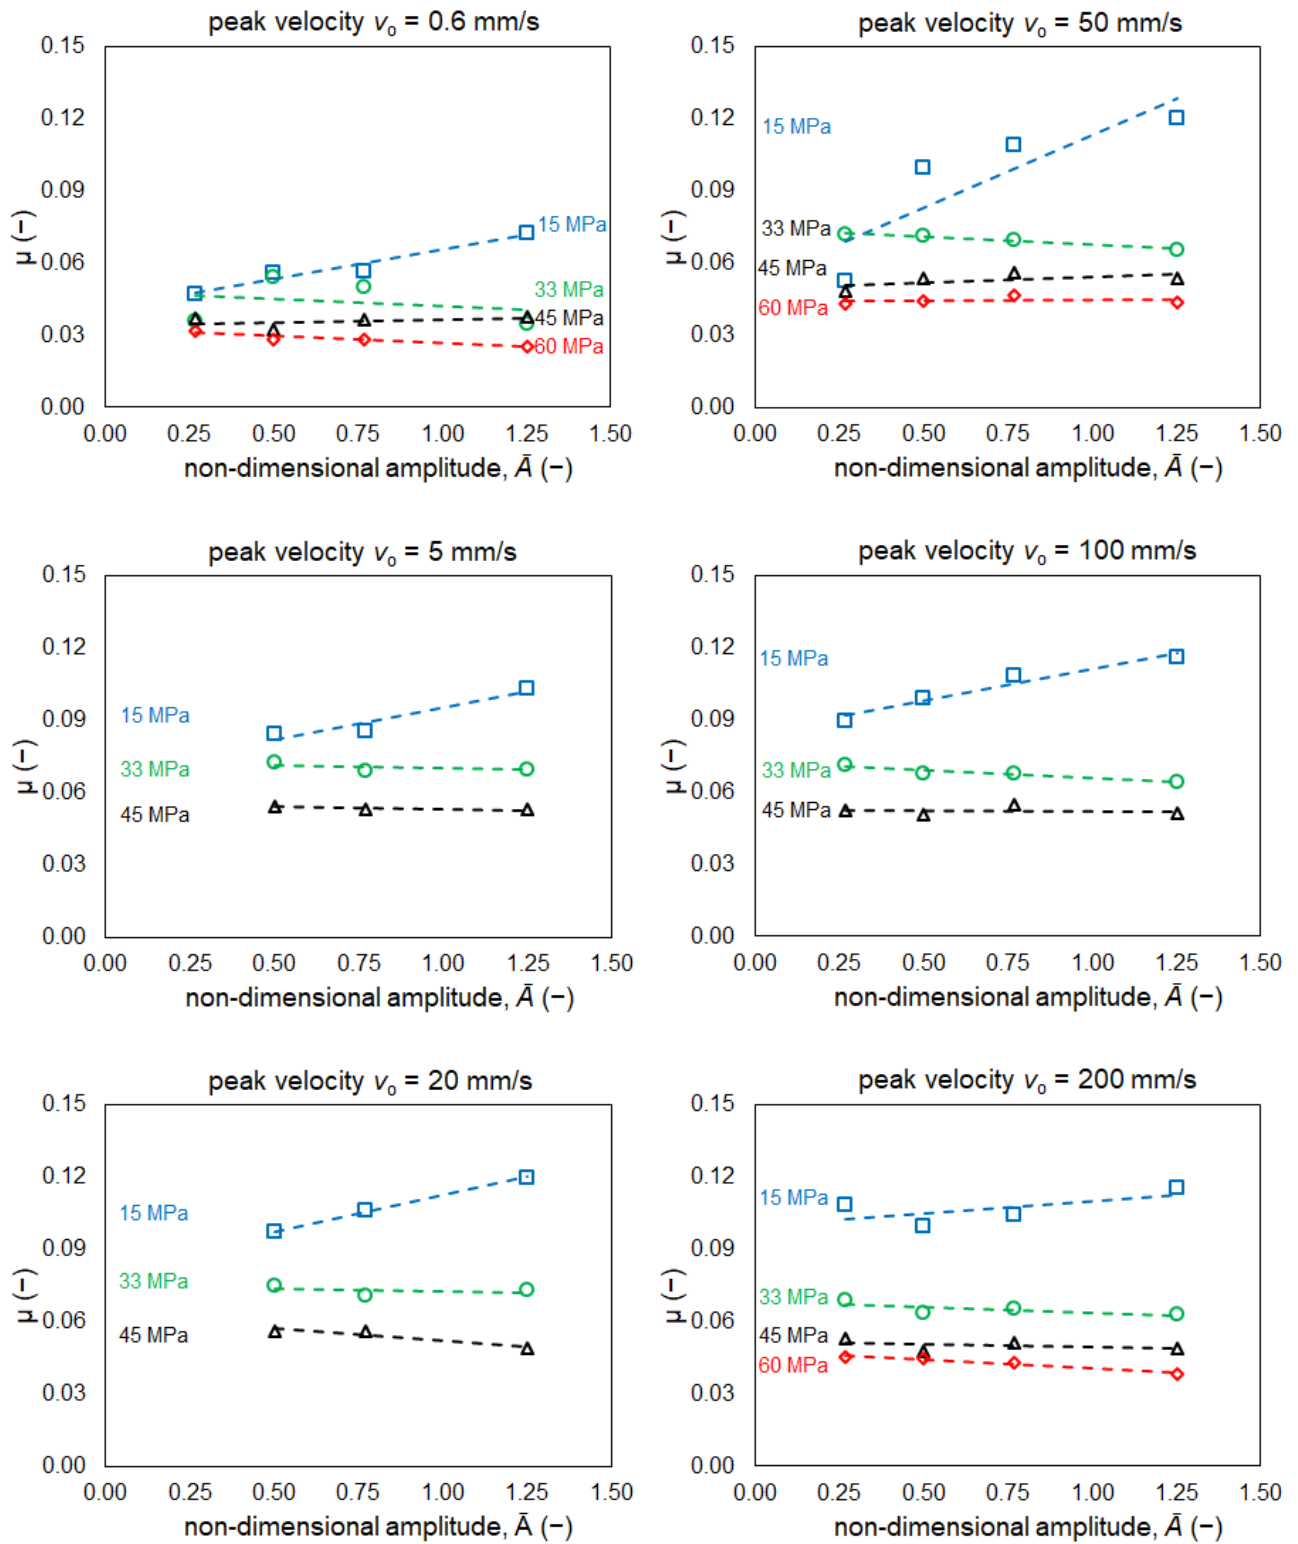 peak velocity vo = 0.6 mm/s
0.15
0.12
0.09
0.06
0.03
0.00
μ (−)
15 MPa
33 MPa
45 MPa
60 MPa
0.00 0.25 0.50 0.75 1.00 1.25 1.50
non-dimensional amplitude, Ā (−)
peak velocity vo = 50 mm/s
0.15
0.12
0.09
0.06
0.03
0.00
μ (−)
15 MPa
33 MPa
45 MPa
60 MPa
0.00 0.25 0.50 0.75 1.00 1.25 1.50
non-dimensional amplitude, Ā (−)
peak velocity vo = 5 mm/s
0.15
0.12
0.09
0.06
0.03
0.00
μ (−)
15 MPa
33 MPa
45 MPa
0.00 0.25 0.50 0.75 1.00 1.25 1.50
non-dimensional amplitude, Ā (−)
peak velocity vo = 100 mm/s
0.15
0.12
0.09
0.06
0.03
0.00
μ (−)
15 MPa
33 MPa
45 MPa
0.00 0.25 0.50 0.75 1.00 1.25 1.50
non-dimensional amplitude, Ā (−)
peak velocity vo = 20 mm/s
0.15
0.12
0.09
0.06
0.03
0.00
μ (−)
15 MPa
33 MPa
45 MPa
0.00 0.25 0.50 0.75 1.00 1.25 1.50
non-dimensional amplitude, Ā (−)
peak velocity vo = 200 mm/s
0.15
0.12
0.09
0.06
0.03
0.00
μ (−)
15 MPa
33 MPa
45 MPa
60 MPa
0.00 0.25 0.50 0.75 1.00 1.25 1.50
non-dimensional amplitude, Ā (−)